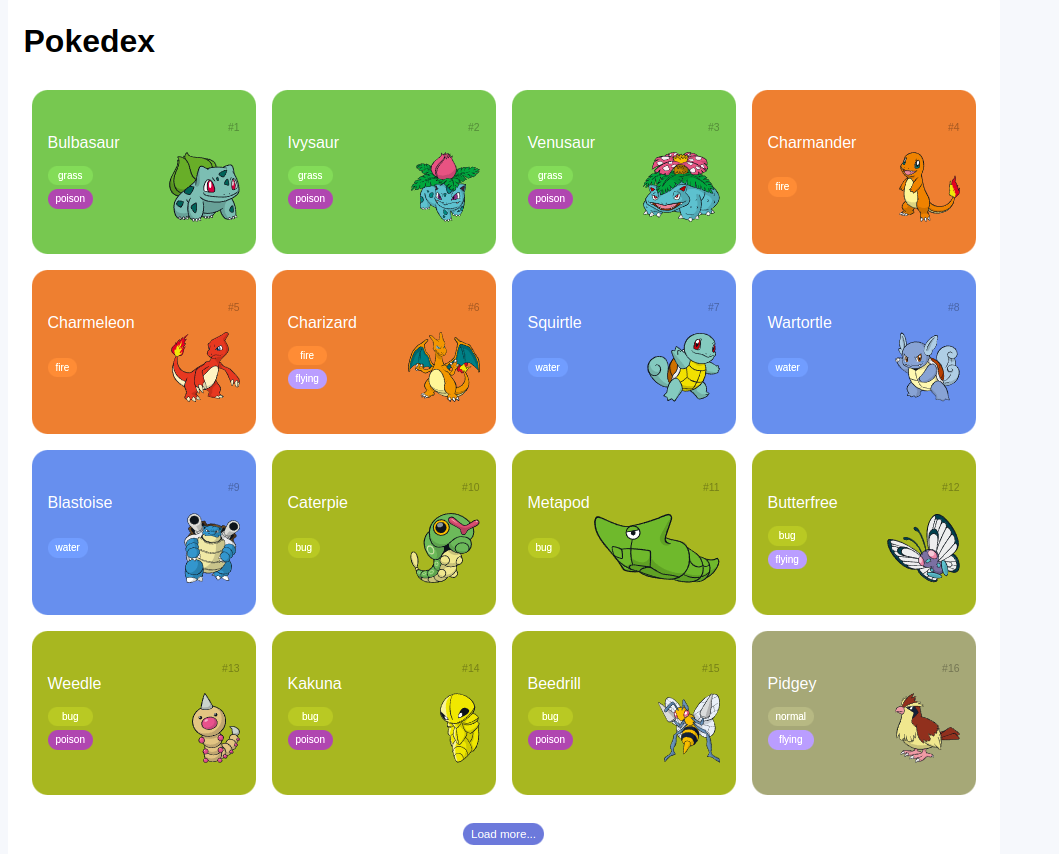 Pokedex
#1
Bulbasaur
grass
poison
#2
Ivysaur
grass
poison
#3
Venusaur
grass
poison
#4
Charmander
fire
#5
Charmeleon
fire
#6
Charizard
fire
flying
#7
Squirtle
water
#8
Wartortle
water
#9
Blastoise
water
#10
Caterpie
bug
#11
Metapod
bug
#12
Butterfree
bug
flying
#13
Weedle
bug
poison
#14
Kakuna
bug
poison
#15
Beedrill
bug
poison
#16
Pidgey
normal
flying
Load more...